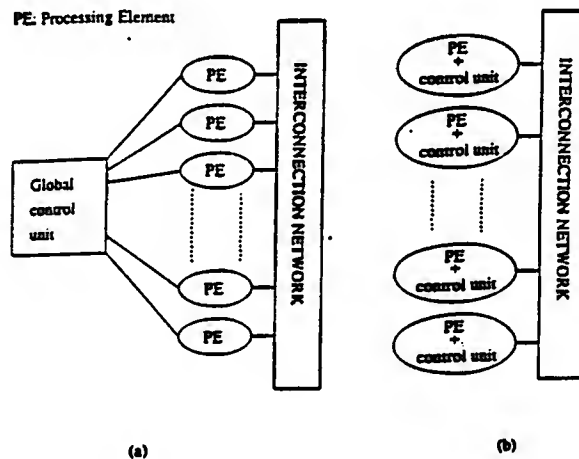 PE: Processing Element
PE
PE
PE
Global
control
unit
PE
PE
INTERCONNECTION NETWORK
(a)
PE
+
control unit
PE
+
control unit
PE
+
control unit
PE
+
control unit
INTERCONNECTION NETWORK
(b)